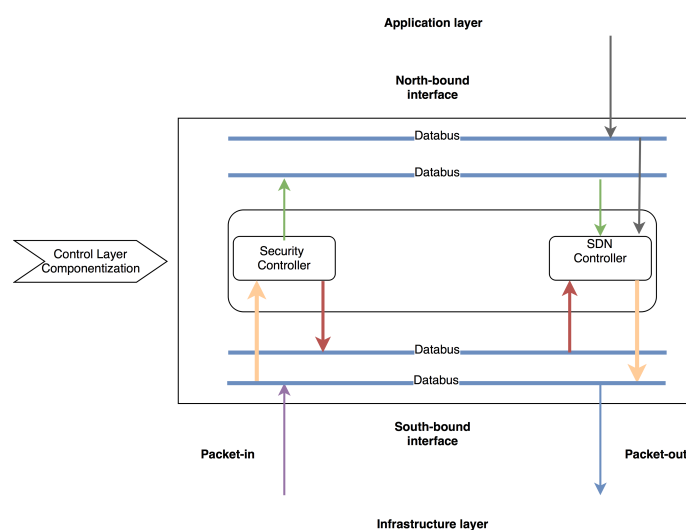 Application layer
North-bound
interface
Databus
Databus
Control Layer
Componentization
Security
Controller
SDN
Controller
Databus
Databus
South-bound
interface
Packet-in
Packet-out
Infrastructure layer